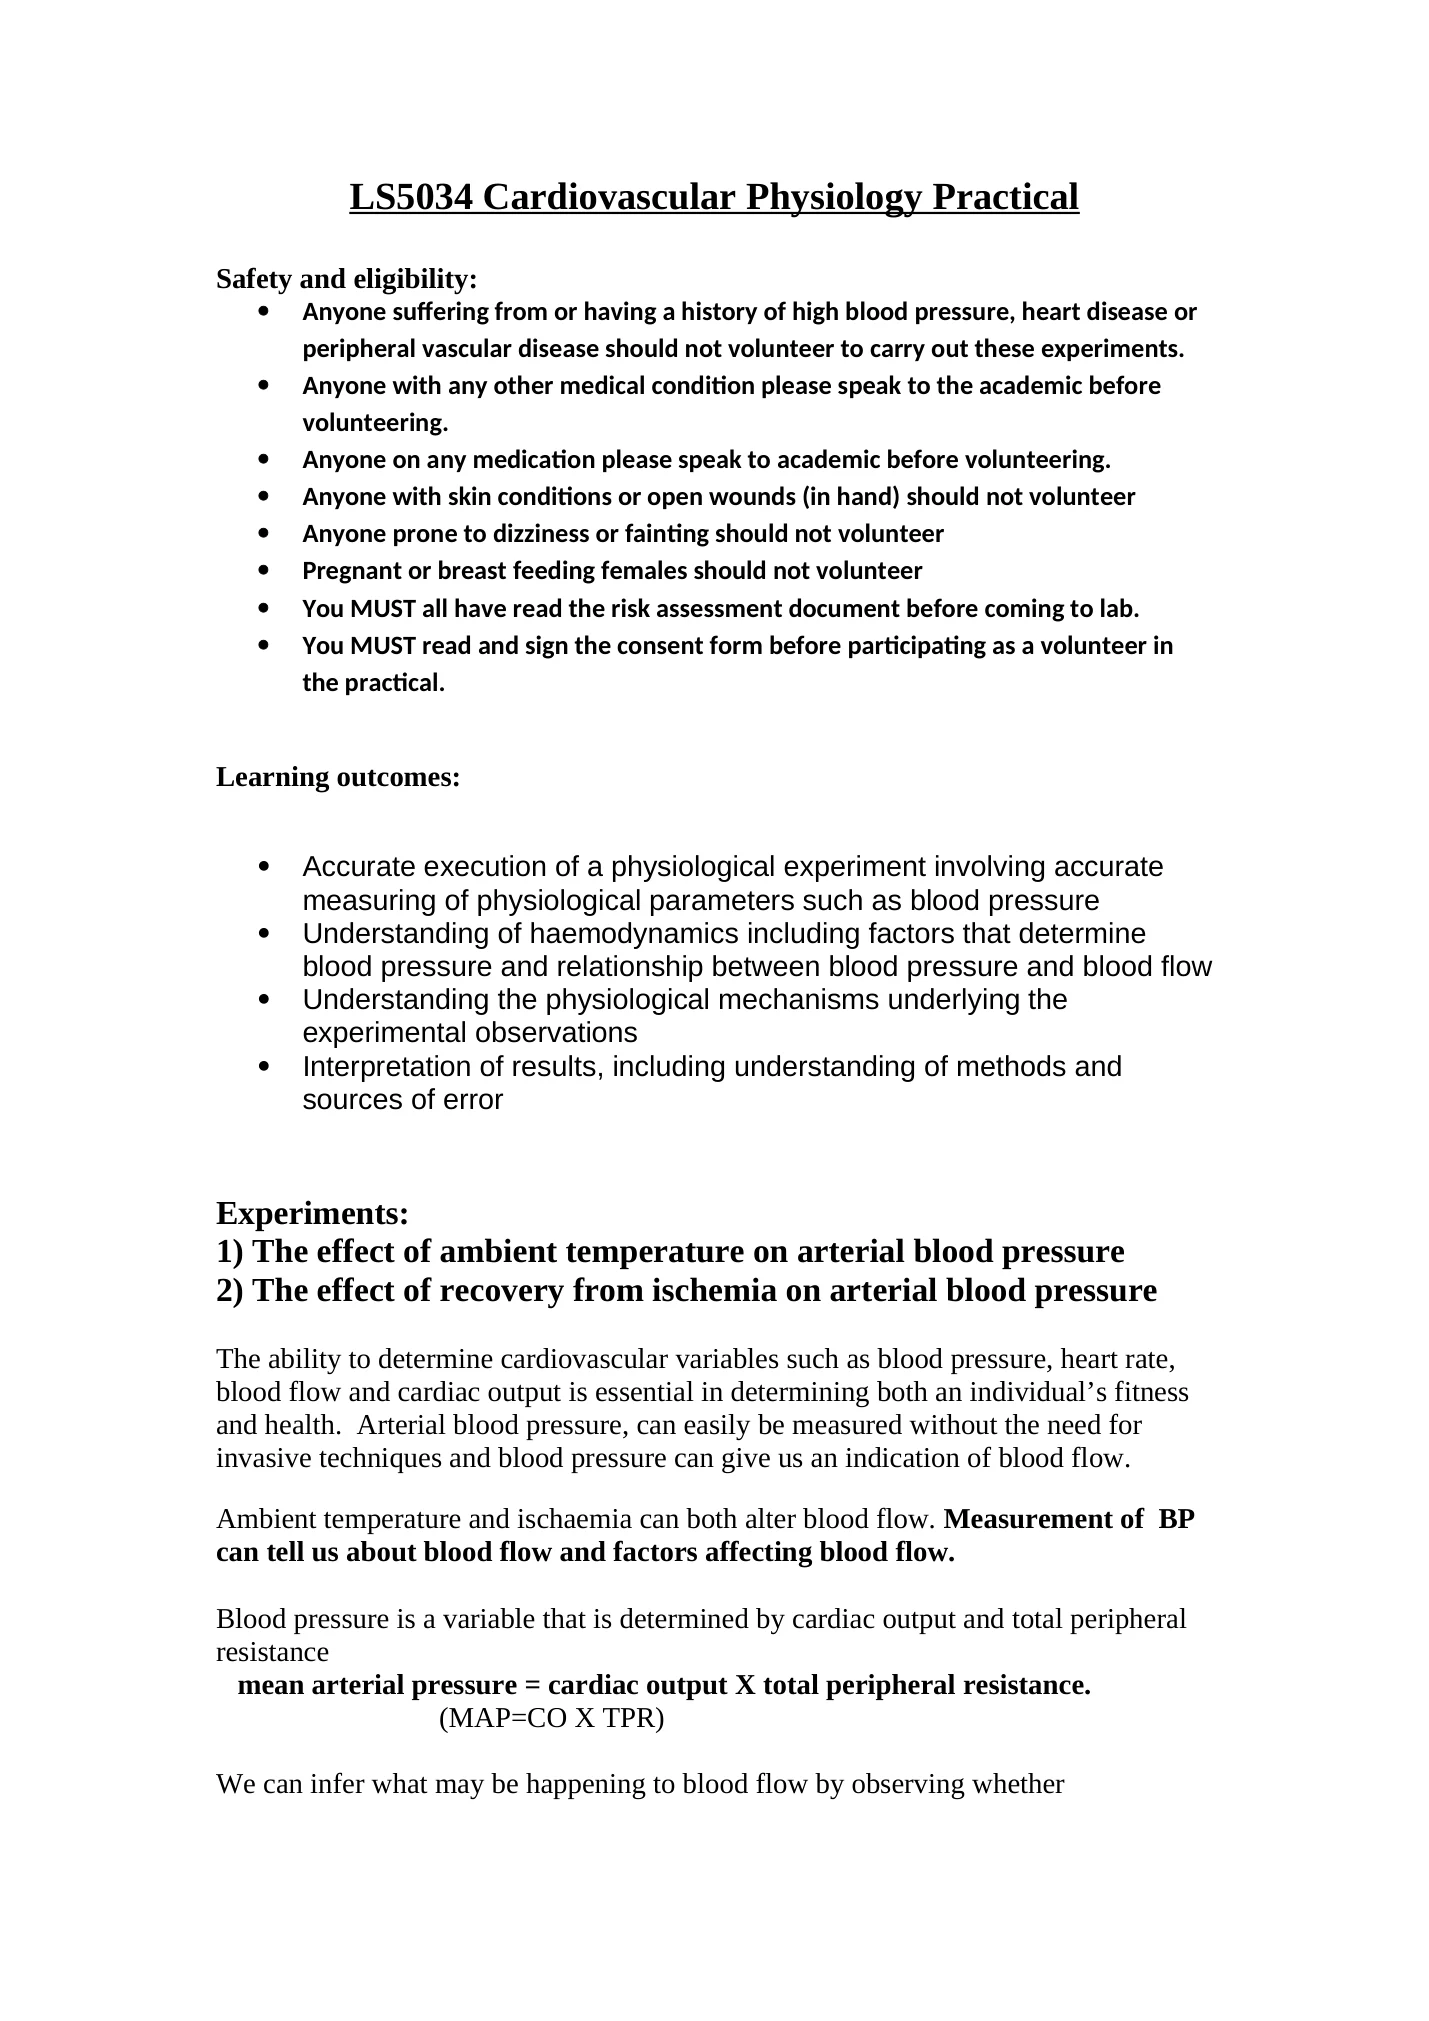 LS5034 Cardiovascular Physiology Practical
Safety and eligibility:
• Anyone suffering from or having a history of high blood pressure, heart disease or
peripheral vascular disease should not volunteer to carry out these experiments.
• Anyone with any other medical condition please speak to the academic before
volunteering.
• Anyone on any medication please speak to academic before volunteering.
• Anyone with skin conditions or open wounds (in hand) should not volunteer
• Anyone prone to dizziness or fainting should not volunteer
• Pregnant or breast feeding females should not volunteer
• You MUST all have read the risk assessment document before coming to lab.
• You MUST read and sign the consent form before participating as a volunteer in
the practical.
Learning outcomes:
• Accurate execution of a physiological experiment involving accurate
measuring of physiological parameters such as blood pressure
• Understanding of haemodynamics including factors that determine
blood pressure and relationship between blood pressure and blood flow
• Understanding the physiological mechanisms underlying the
experimental observations
• Interpretation of results, including understanding of methods and
sources of error
Experiments:
1) The effect of ambient temperature on arterial blood pressure
2) The effect of recovery from ischemia on arterial blood pressure
The ability to determine cardiovascular variables such as blood pressure, heart rate,
blood flow and cardiac output is essential in determining both an individual’s fitness
and health.  Arterial blood pressure, can easily be measured without the need for
invasive techniques and blood pressure can give us an indication of blood flow.
Ambient temperature and ischaemia can both alter blood flow. Measurement of  BP
can tell us about blood flow and factors affecting blood flow.
Blood pressure is a variable that is determined by cardiac output and total peripheral
resistance
mean arterial pressure = cardiac output X total peripheral resistance.
(MAP=CO X TPR)
We can infer what may be happening to blood flow by observing whether